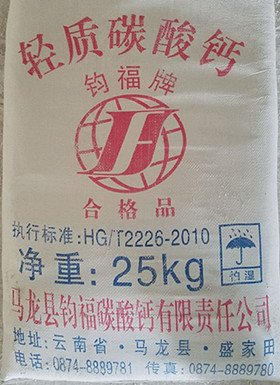 轻质碳酸钙
钧福牌
合格品
执行标准:HG/T2226-2010
净重:25kg
怕湿
马龙县钧福碳酸钙有限责任公司
地址:云南省·马龙县·盛家田
电话:0874-8889781 传真:0874-888978